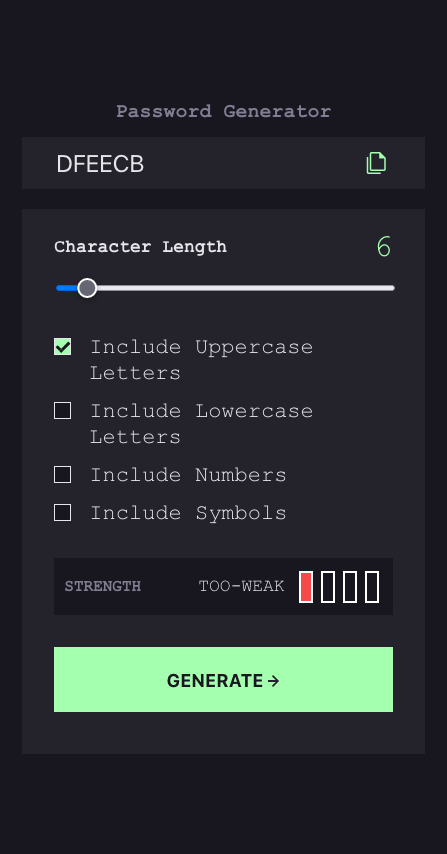 Password Generator
DFEECB
Character Length 6
Include Uppercase
Letters
Include Lowercase
Letters
Include Numbers
Include Symbols
STRENGTH TOO-WEAK
GENERATE→